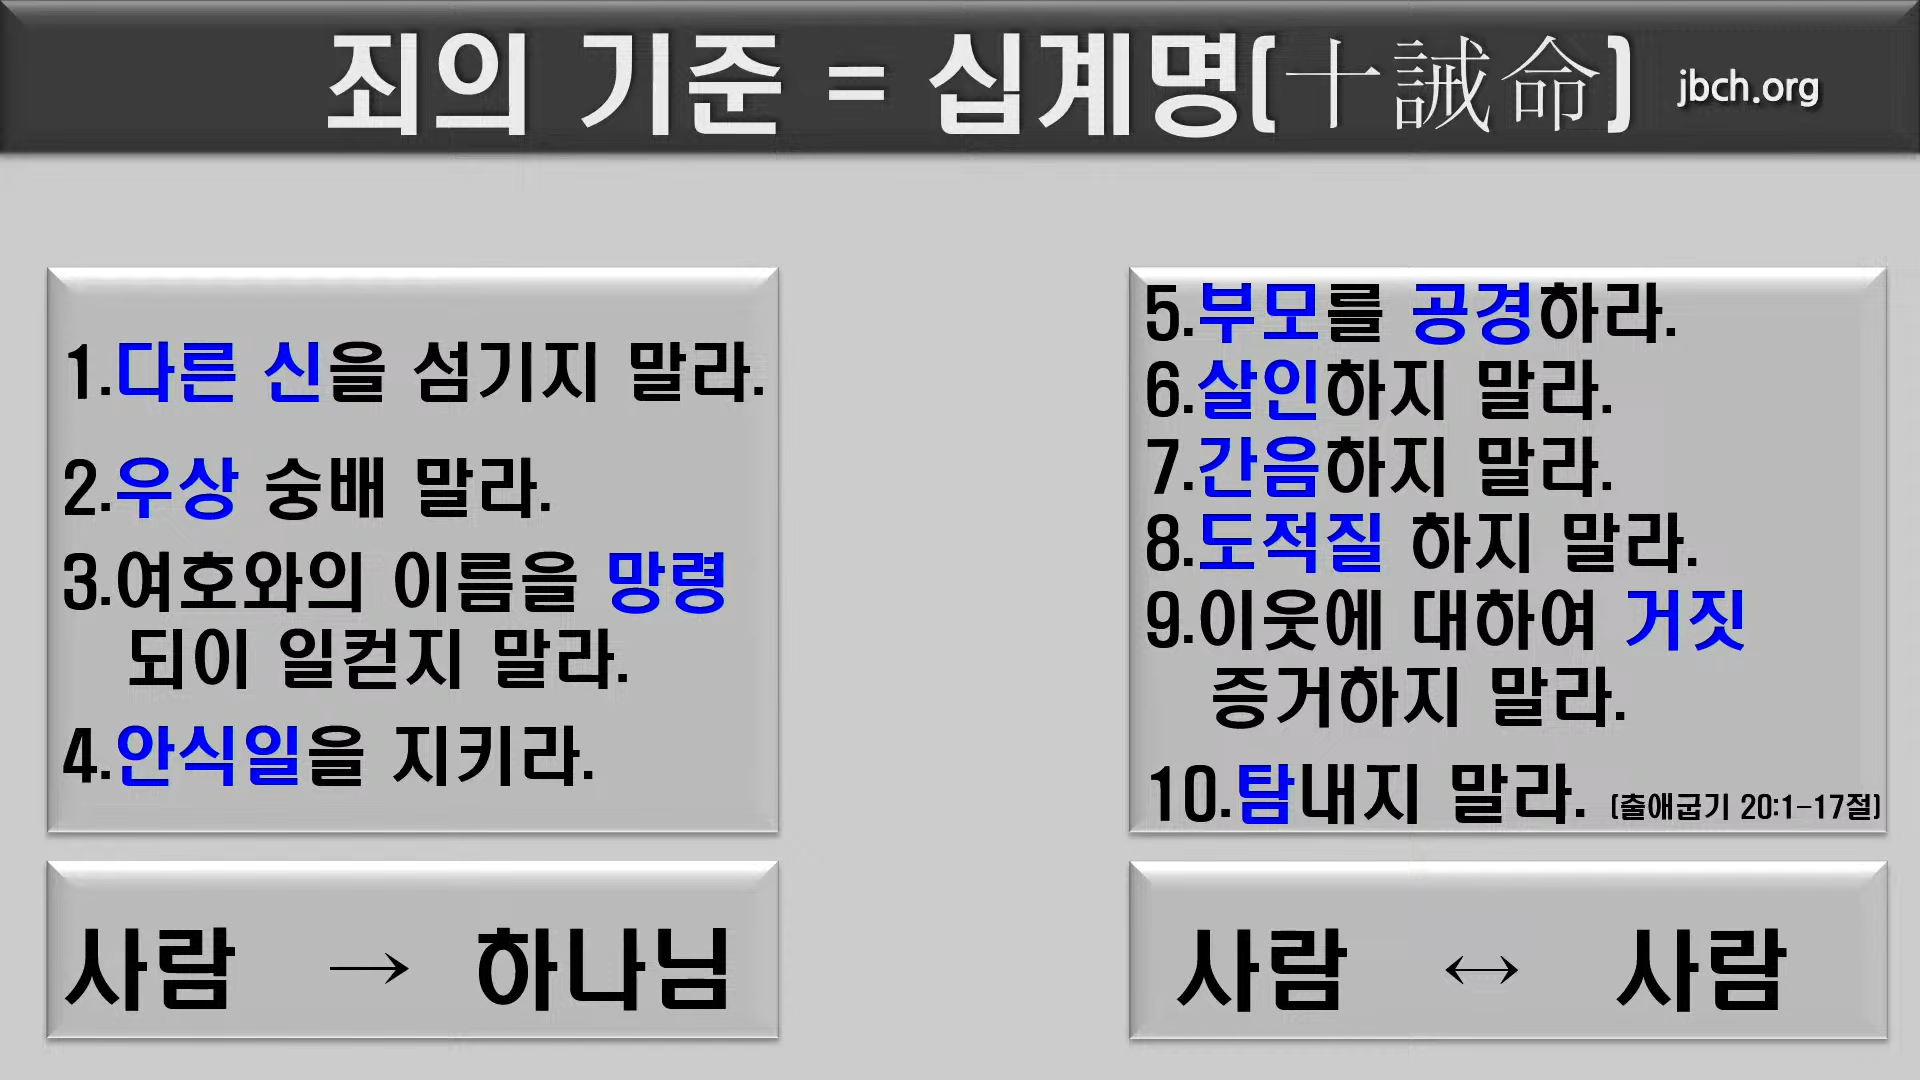 죄의 기준 = 십계명(十誡命) jbch.org
1.다른 신을 섬기지 말라.
2.우상 숭배 말라.
3.여호와의 이름을 망령
되이 일컫지 말라.
4.안식일을 지키라.
사람 → 하나님
5.부모를 공경하라.
6.살인하지 말라.
7.간음하지 말라.
8.도적질 하지 말라.
9.이웃에 대하여 거짓
증거하지 말라.
10.탐내지 말라. (출애굽기 20:1-17절)
사람 ↔ 사람